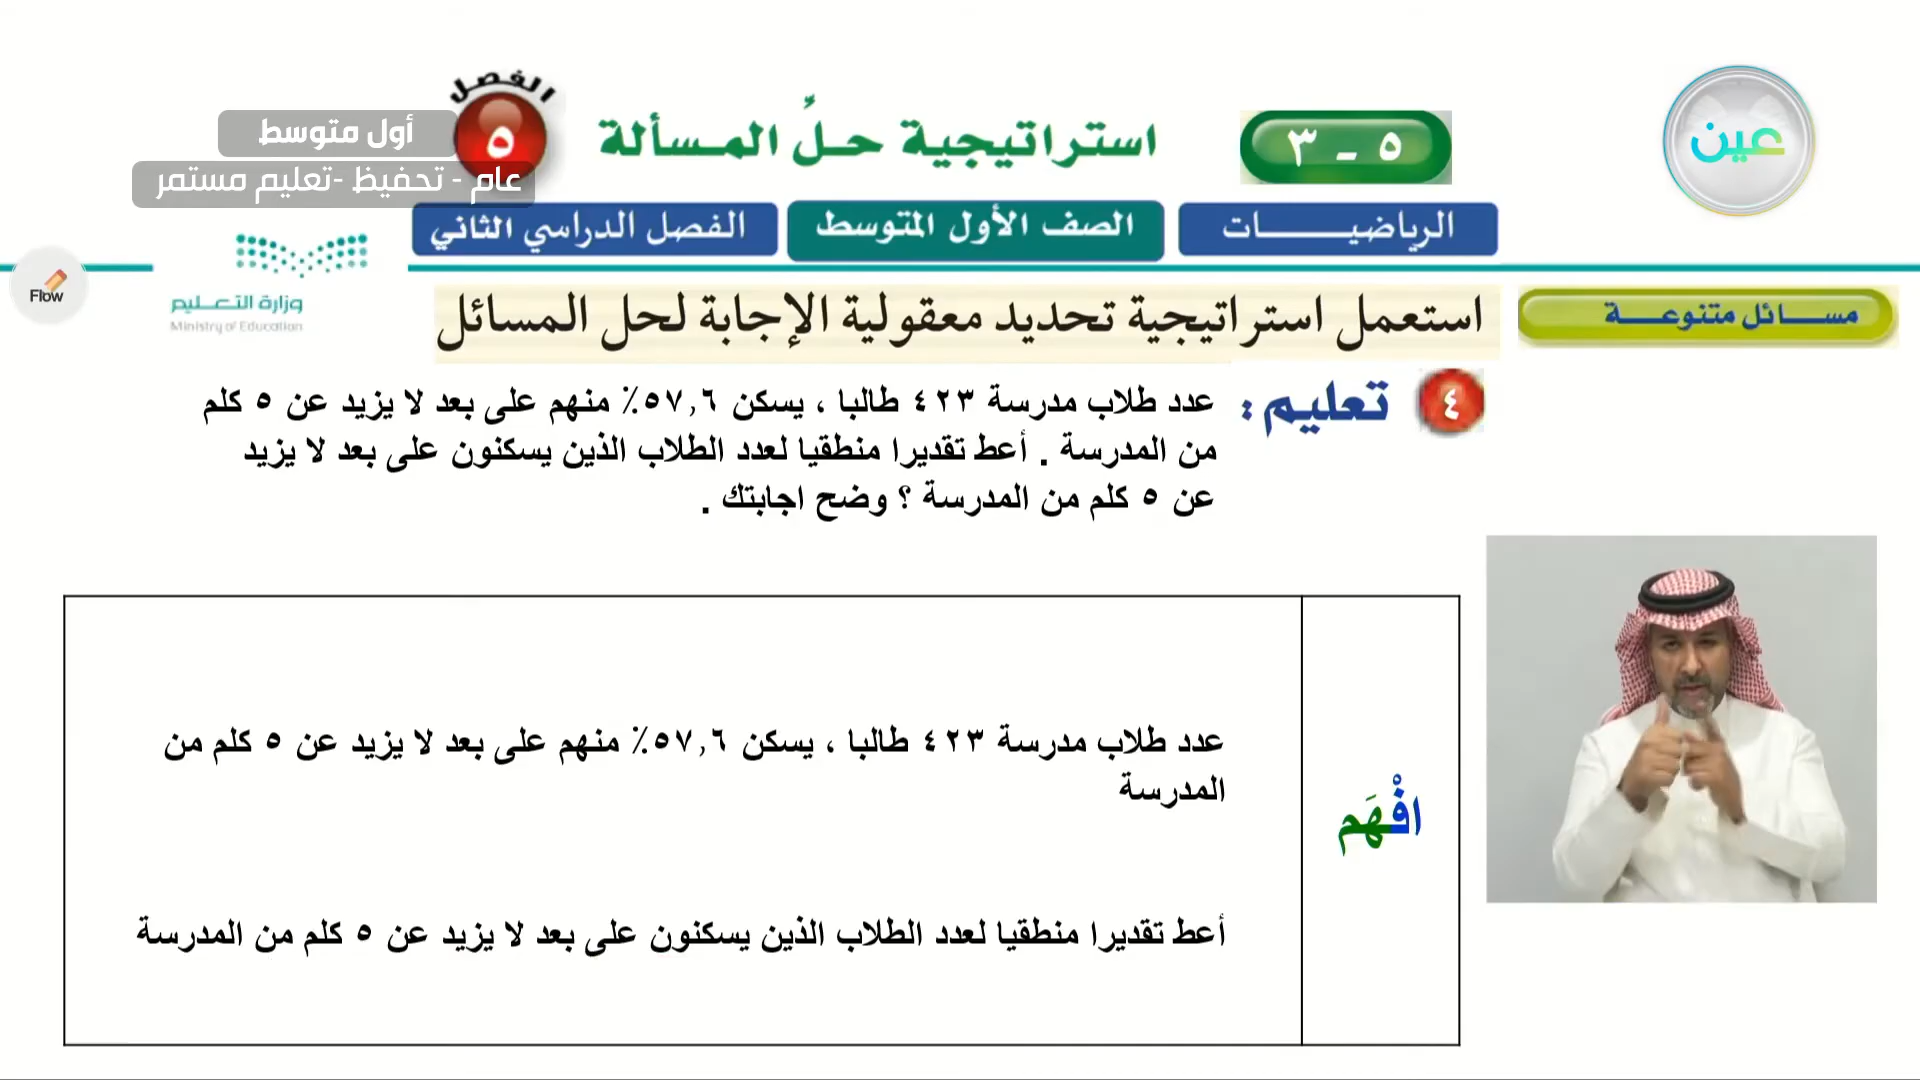 عين
٥ - ٣
استراتيجية حلِّ المسألة
الفصل
٥
أول متوسط
عام - تحفيظ -تعليم مستمر
الرياضيـــــات
الصف الأول المتوسط
الفصل الدراسي الثاني
وزارة التعـــليم
Ministry of Education
Flow
مســـائل متنوعـــة
استعمل استراتيجية تحديد معقولية الإجابة لحل المسائل
٤
تعليم :
عدد طلاب مدرسة ٤٢٣ طالبا ، يسكن ٥٧,٦٪ منهم على بعد لا يزيد عن ٥ كلم
من المدرسة . أعط تقديرا منطقيا لعدد الطلاب الذين يسكنون على بعد لا يزيد
عن ٥ كلم من المدرسة ؟ وضح اجابتك .
افْهَم
عدد طلاب مدرسة ٤٢٣ طالبا ، يسكن ٥٧,٦٪ منهم على بعد لا يزيد عن ٥ كلم من
المدرسة
أعط تقديرا منطقيا لعدد الطلاب الذين يسكنون على بعد لا يزيد عن ٥ كلم من المدرسة